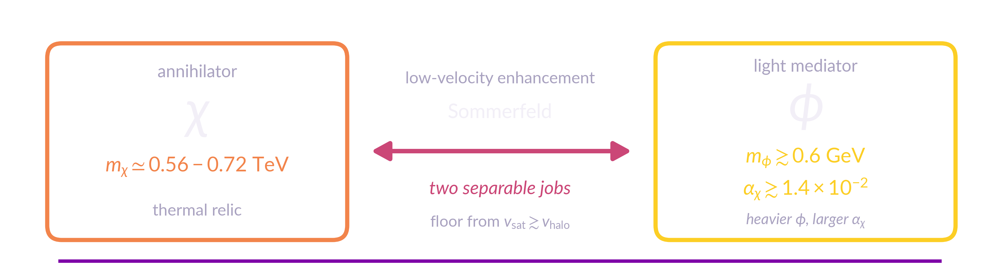 annihilator
χ
mχ ≃ 0.56 − 0.72 TeV
thermal relic
low-velocity enhancement
Sommerfeld
two separable jobs
floor from vsat ≳ vhalo
light mediator
ϕ
mϕ ≳ 0.6 GeV
αχ ≳ 1.4 × 10⁻²
heavier ϕ, larger αχ